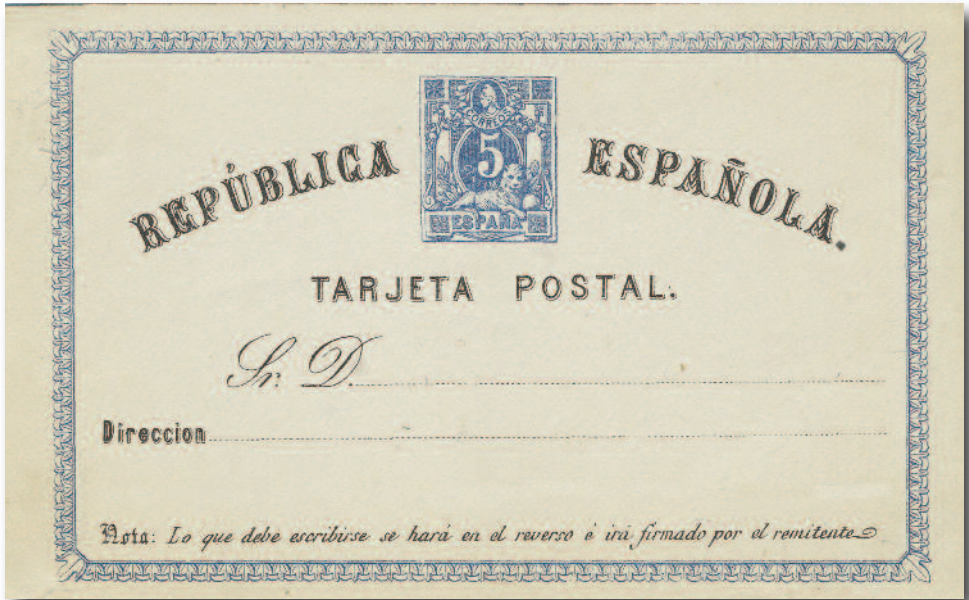 CORREOS
5
ESPAÑA
REPÚBLICA ESPAÑOLA.
TARJETA POSTAL.
Sr. D.
Direccion
Nota: Lo que debe escribirse se hará en el reverso é irá firmado por el remitente